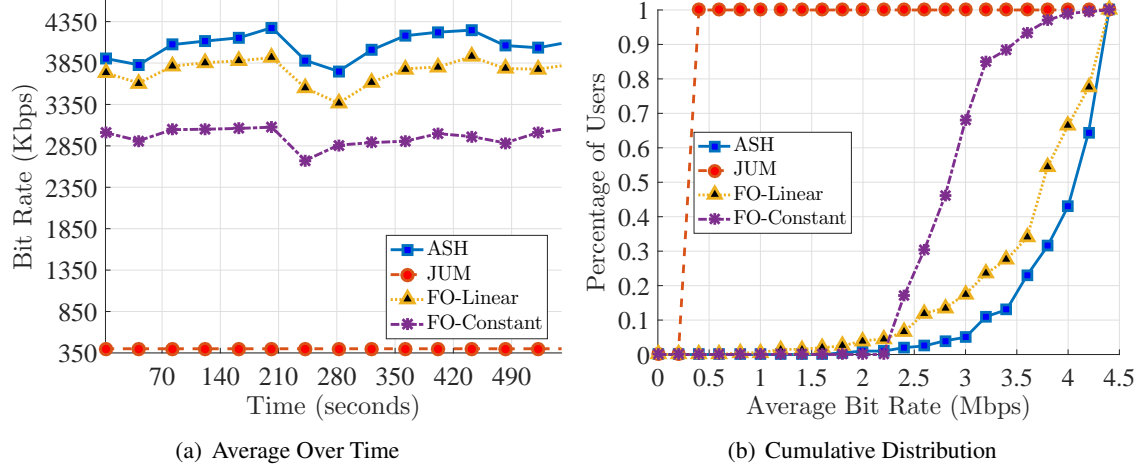 4350
3850
3350
2850
4350
1850
1350
850
350
Bit Rate (Kbps)
ASH
JUM
FO-Linear
FO-Constant
70 140 210 280 350 420 490
Time (seconds)
(a) Average Over Time
1
0.9
0.8
0.7
0.6
0.5
0.4
0.3
0.2
0.1
0
Percentage of Users
ASH
JUM
FO-Linear
FO-Constant
0 0.5 1 1.5 2 2.5 3 3.5 4 4.5
Average Bit Rate (Mbps)
(b) Cumulative Distribution